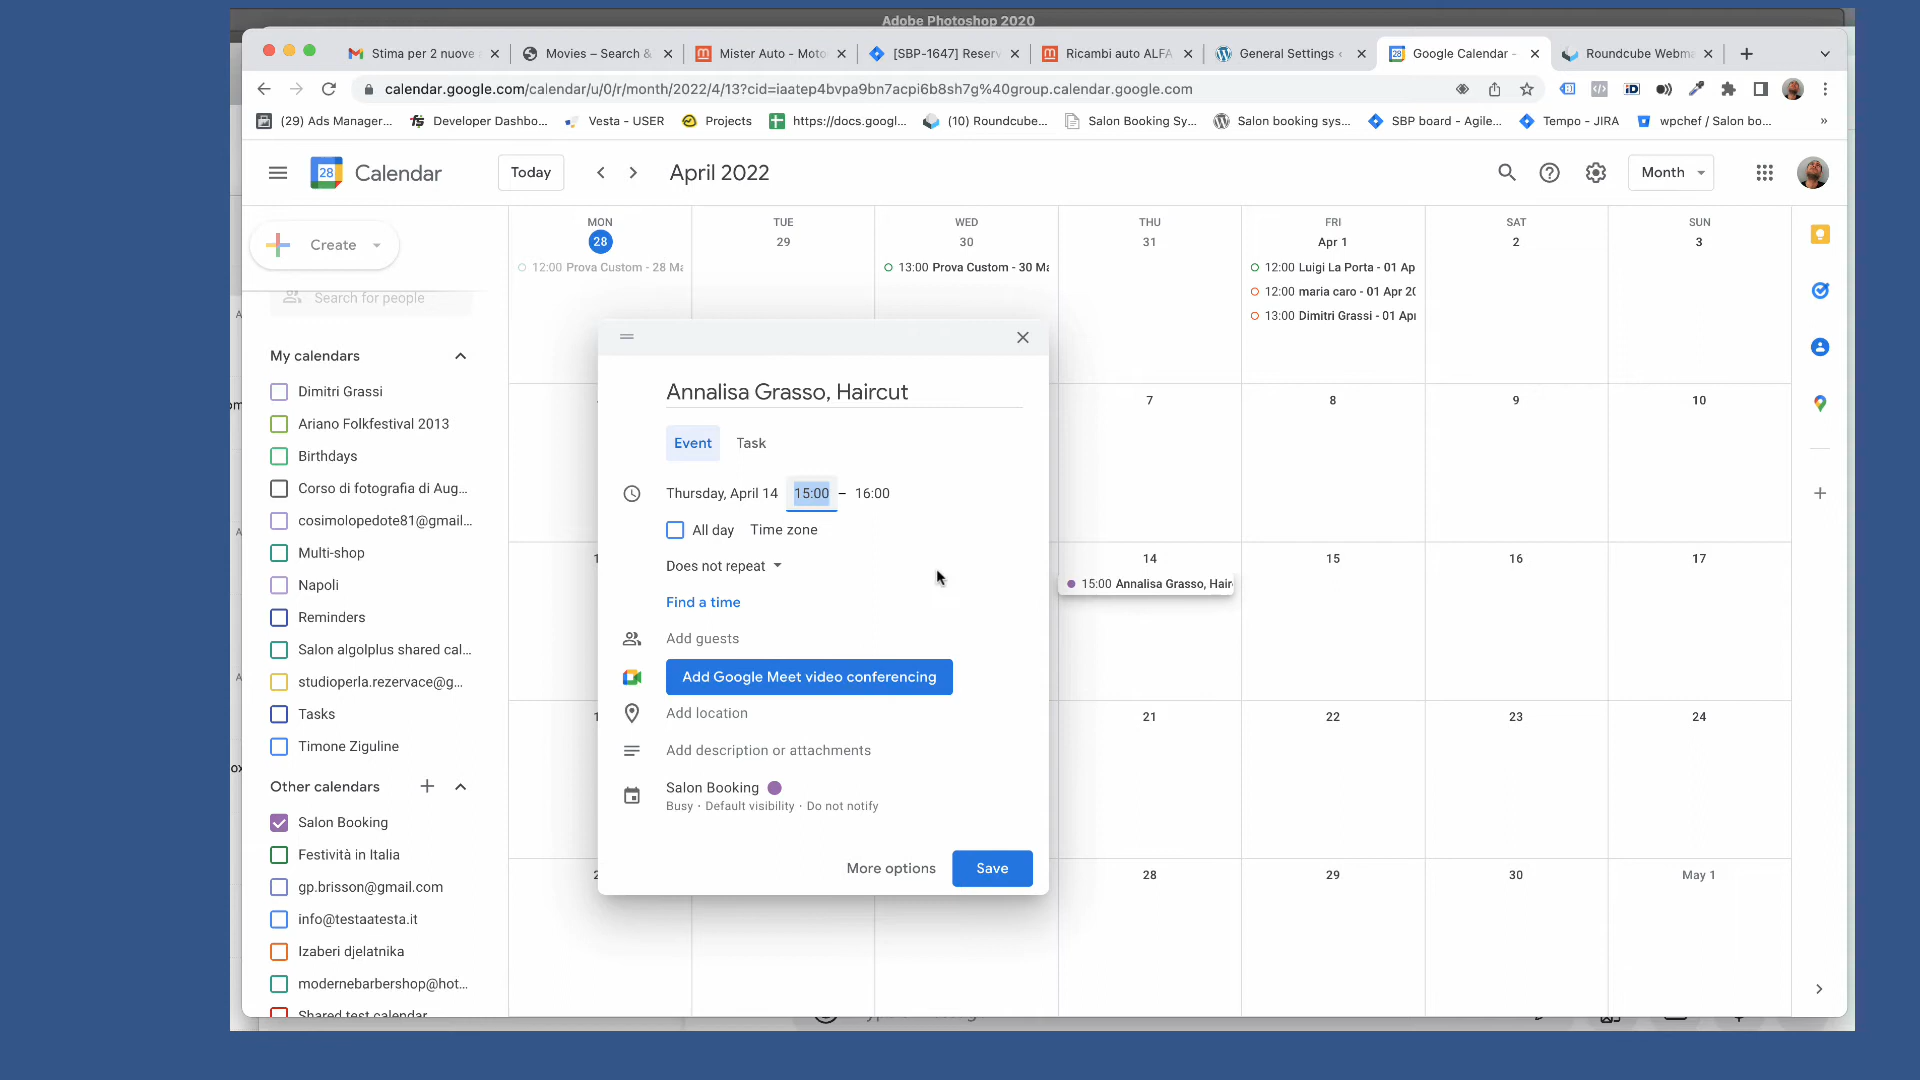 Adobe Photoshop 2020
Stima per 2 nuove
Movies – Search &
Mister Auto - Moto
[SBP-1647] Reserv
Ricambi auto ALFA
General Settings
Google Calendar -
Roundcube Webma
calendar.google.com/calendar/u/0/r/month/2022/4/13?cid=iaatep4bvpa9bn7acpi6b8sh7g%40group.calendar.google.com
(29) Ads Manager...
Developer Dashbo...
Vesta - USER
Projects
https://docs.googl...
(10) Roundcube...
Salon Booking Sy...
Salon booking sys...
SBP board - Agile...
Tempo - JIRA
wpchef / Salon bo...
»
28 Calendar
Today
April 2022
Month
Create
Search for people
MON
TUE
WED
THU
FRI
SAT
SUN
28
29
30
31
Apr 1
2
3
12:00 Prova Custom - 28 Ma
13:00 Prova Custom - 30 Ma
12:00 Luigi La Porta - 01 Ap
12:00 maria caro - 01 Apr 20
13:00 Dimitri Grassi - 01 Apr
My calendars
Dimitri Grassi
Ariano Folkfestival 2013
Birthdays
Corso di fotografia di Aug...
cosimolopedote81@gmail...
Multi-shop
Napoli
Reminders
Salon algolplus shared cal...
studioperla.rezervace@g...
Tasks
Timone Ziguline
Other calendars
Salon Booking
Festività in Italia
gp.brisson@gmail.com
info@testaatesta.it
Izaberi djelatnika
modernebarbershop@hot...
Shared test calendar
Annalisa Grasso, Haircut
Event
Task
Thursday, April 14
15:00 – 16:00
All day
Time zone
Does not repeat
Find a time
Add guests
Add Google Meet video conferencing
Add location
Add description or attachments
Salon Booking
Busy · Default visibility · Do not notify
More options
Save
7
8
9
10
14
15
16
17
15:00 Annalisa Grasso, Hair
21
22
23
24
28
29
30
May 1